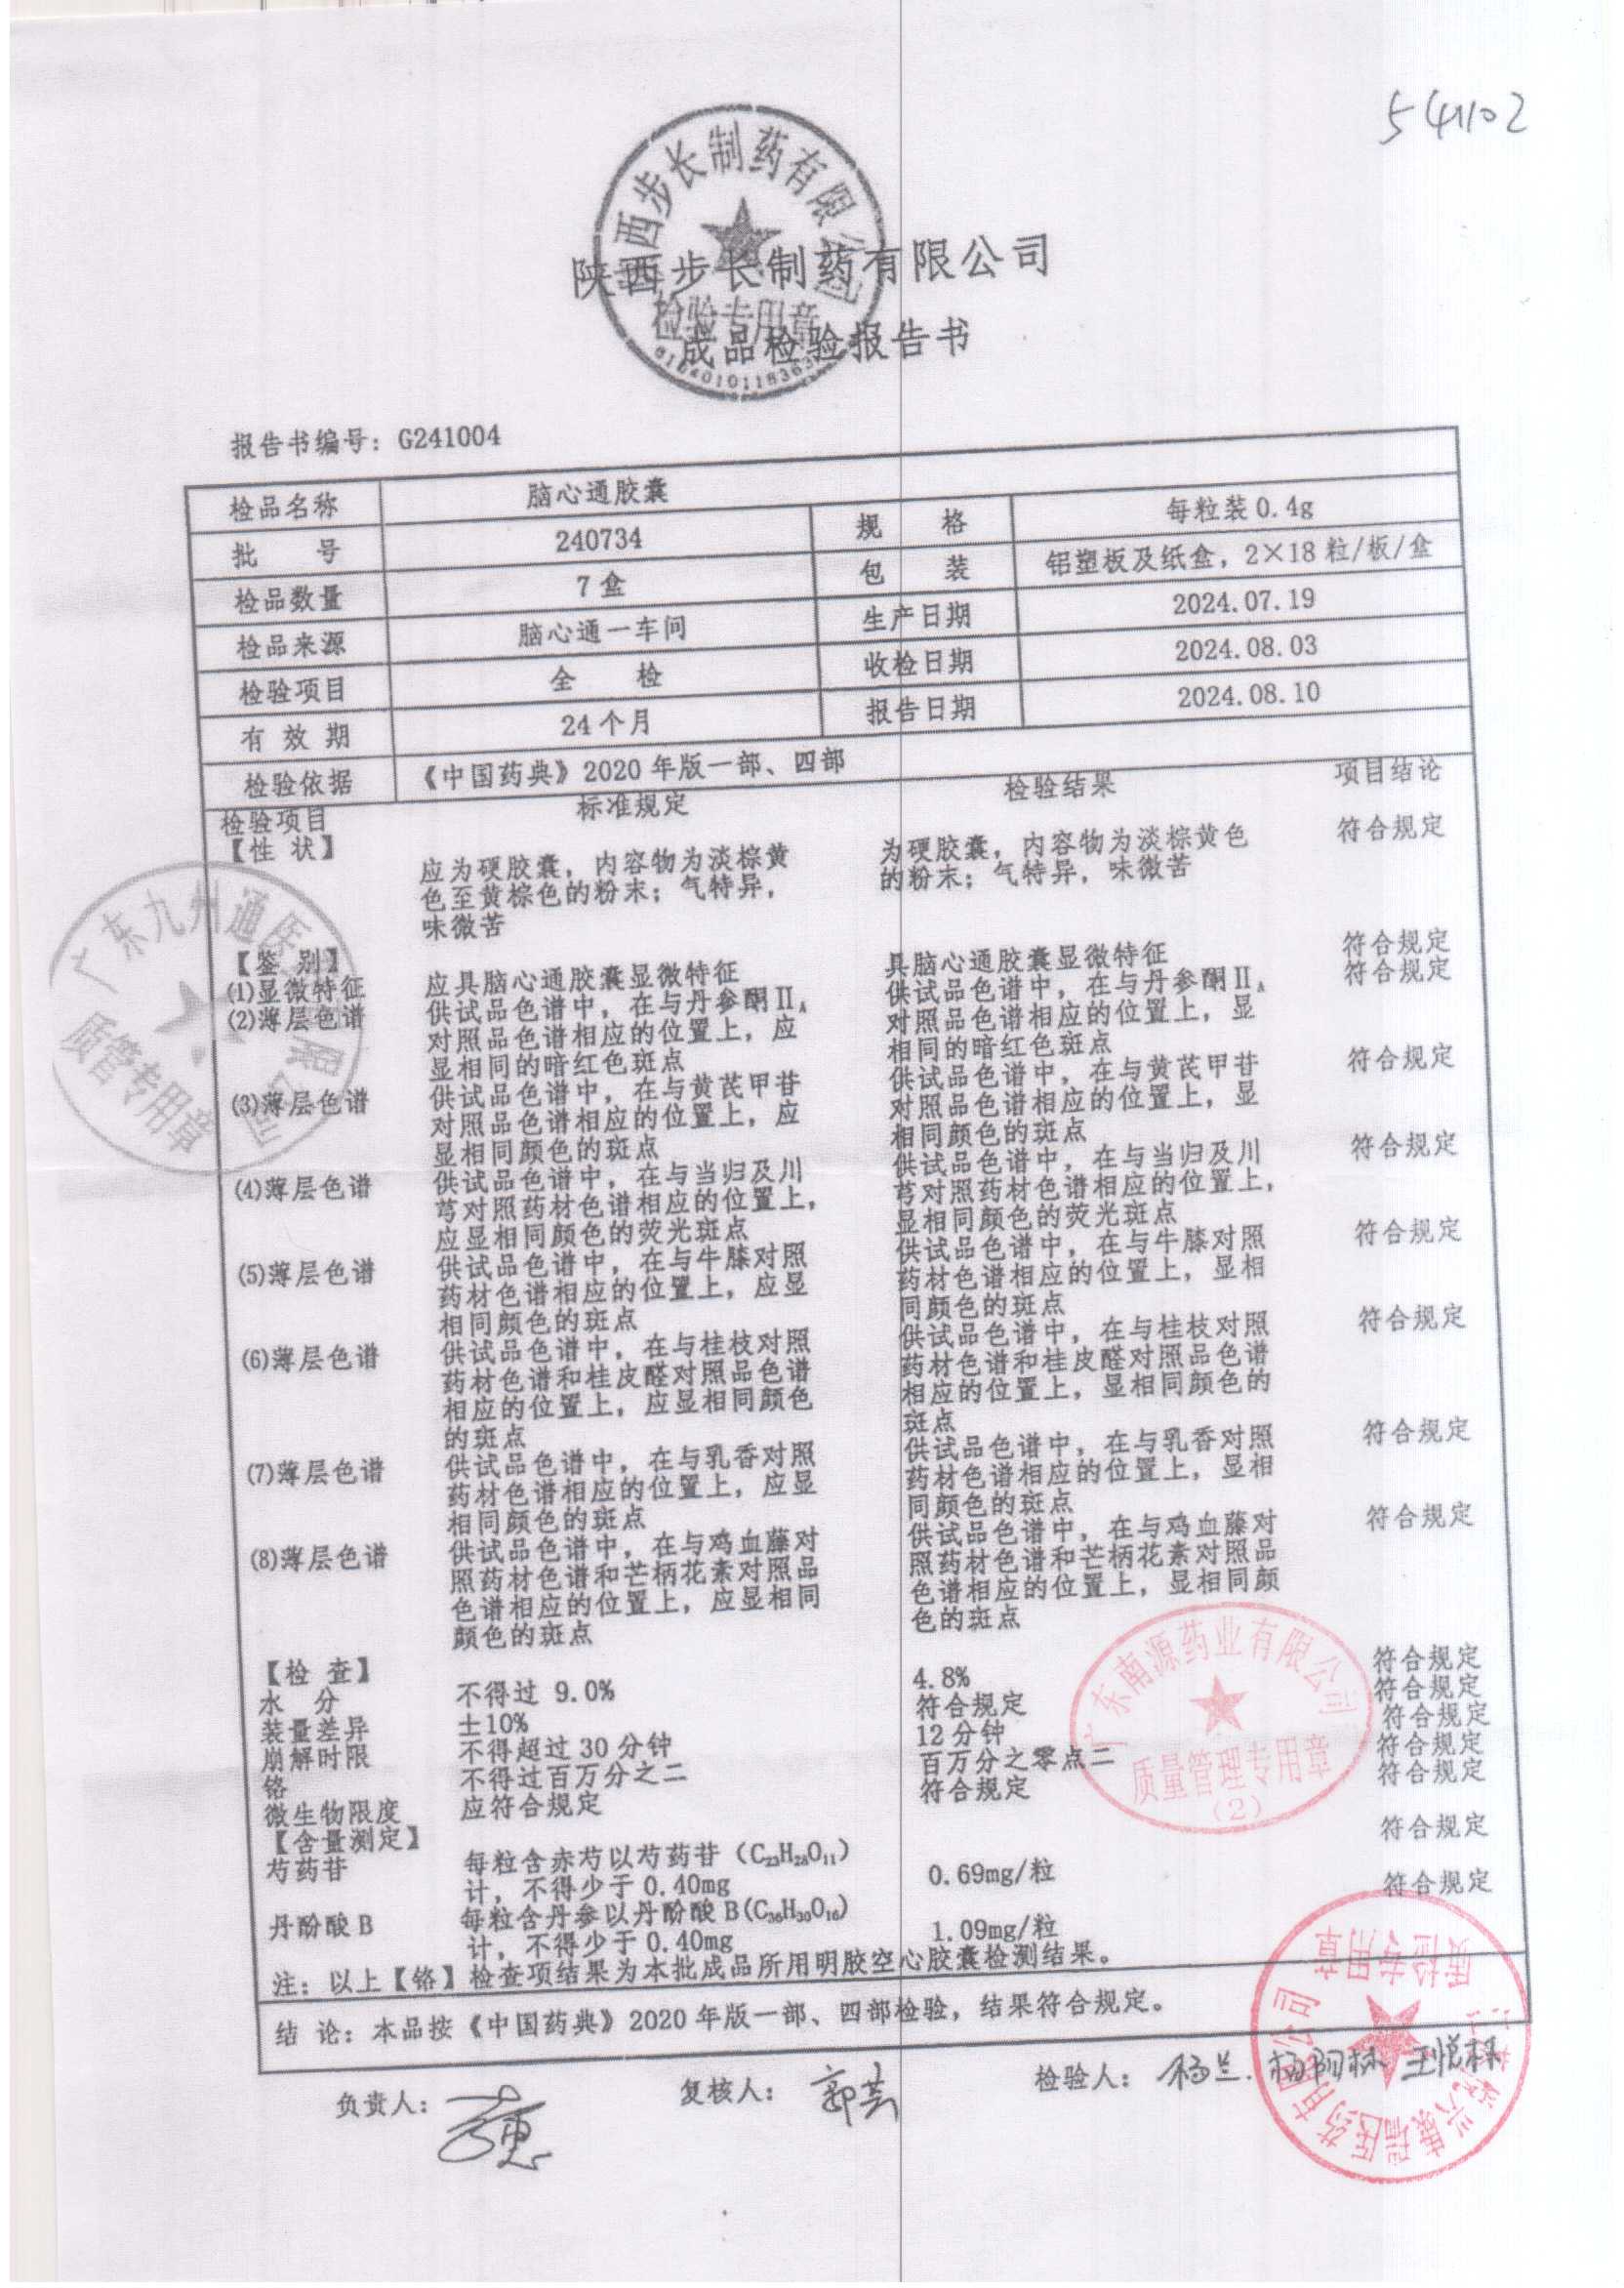 541102
陕西步长制药有限公司
检验专用章
陕西步长制药有限公司
成品检验报告书
报告书编号：G241004
检品名称 脑心通胶囊
批 号 240734 规 格 每粒装0.4g
检品数量 7盒 包 装 铝塑板及纸盒，2×18粒/板/盒
检品来源 脑心通一车间 生产日期 2024.07.19
检验项目 全 检 收检日期 2024.08.03
有 效 期 24个月 报告日期 2024.08.10
检验依据 《中国药典》2020年版一部、四部
检验项目 标准规定 检验结果 项目结论
【性 状】 应为硬胶囊，内容物为淡棕黄 为硬胶囊，内容物为淡棕黄色 符合规定
色至黄棕色的粉末；气特异， 的粉末；气特异，味微苦
味微苦
【鉴 别】
(1)显微特征 应具脑心通胶囊显微特征 具脑心通胶囊显微特征 符合规定
(2)薄层色谱 供试品色谱中，在与丹参酮ⅡA 供试品色谱中，在与丹参酮ⅡA 符合规定
对照品色谱相应的位置上，应 对照品色谱相应的位置上，显
显相同的暗红色斑点 相同的暗红色斑点
(3)薄层色谱 供试品色谱中，在与黄芪甲苷 供试品色谱中，在与黄芪甲苷 符合规定
对照品色谱相应的位置上，应 对照品色谱相应的位置上，显
显相同颜色的斑点 相同颜色的斑点
(4)薄层色谱 供试品色谱中，在与当归及川 供试品色谱中，在与当归及川 符合规定
芎对照药材色谱相应的位置上， 芎对照药材色谱相应的位置上，
应显相同颜色的荧光斑点 显相同颜色的荧光斑点
(5)薄层色谱 供试品色谱中，在与牛膝对照 供试品色谱中，在与牛膝对照 符合规定
药材色谱相应的位置上，应显 药材色谱相应的位置上，显相
相同颜色的斑点 同颜色的斑点
(6)薄层色谱 供试品色谱中，在与桂枝对照 供试品色谱中，在与桂枝对照 符合规定
药材色谱和桂皮醛对照品色谱 药材色谱和桂皮醛对照品色谱
相应的位置上，应显相同颜色 相应的位置上，显相同颜色的
的斑点 斑点
(7)薄层色谱 供试品色谱中，在与乳香对照 供试品色谱中，在与乳香对照 符合规定
药材色谱相应的位置上，应显 药材色谱相应的位置上，显相
相同颜色的斑点 同颜色的斑点
(8)薄层色谱 供试品色谱中，在与鸡血藤对 供试品色谱中，在与鸡血藤对 符合规定
照药材色谱和芒柄花素对照品 照药材色谱和芒柄花素对照品
色谱相应的位置上，应显相同 色谱相应的位置上，显相同颜
颜色的斑点 色的斑点
【检 查】
水 分 不得过 9.0% 4.8% 符合规定
装量差异 ±10% 符合规定 符合规定
崩解时限 不得超过30分钟 12分钟 符合规定
铬 不得过百万分之二 百万分之零点二 符合规定
微生物限度 应符合规定 符合规定 符合规定
【含量测定】
芍药苷 每粒含赤芍以芍药苷（C23H28O11） 0.69mg/粒 符合规定
计，不得少于0.40mg
丹酚酸B 每粒含丹参以丹酚酸B(C36H30O16) 1.09mg/粒 符合规定
计，不得少于0.40mg
注：以上【铬】检查项结果为本批成品所用明胶空心胶囊检测结果。
结 论：本品按《中国药典》2020年版一部、四部检验，结果符合规定。
负责人： 复核人：郭芸 检验人：杨兰.杨阿林 王悦林
广东九州通医 有限公司
质管专用章
广东南源药业有限公司
质量管理专用章
（2）
兴康瑞医药有限公司
质检专用章